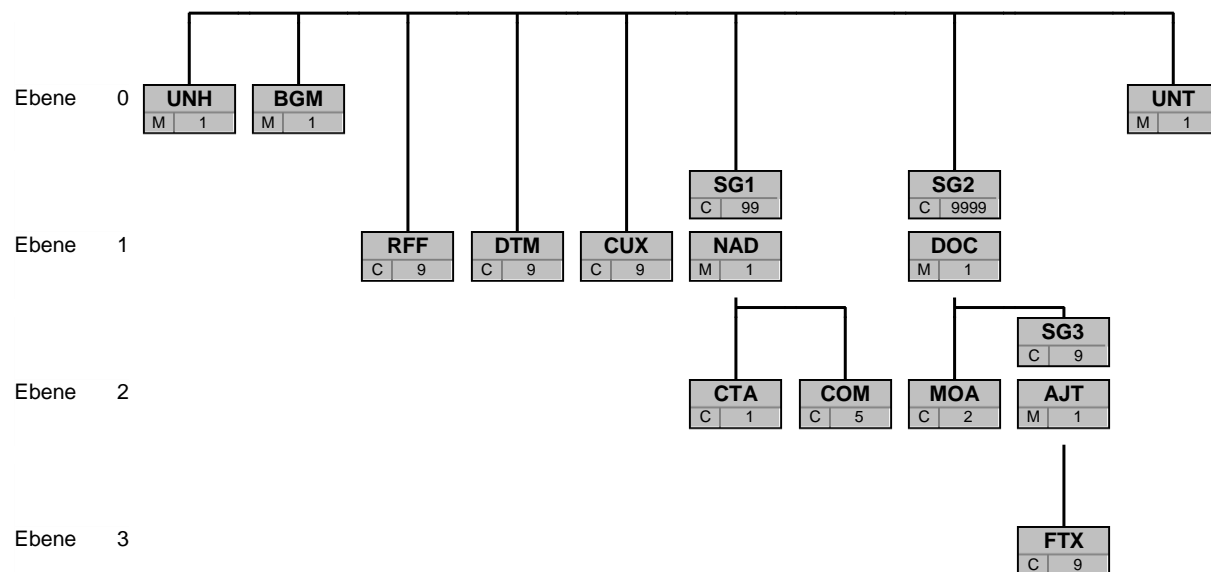 Ebene 0 UNH BGM UNT
M 1 M 1 M 1
SG1 SG2
C 99 C 9999
Ebene 1 RFF DTM CUX NAD DOC
C 9 C 9 C 9 M 1 M 1
SG3
C 9
Ebene 2 CTA COM MOA AJT
C 1 C 5 C 2 M 1
Ebene 3 FTX
C 9